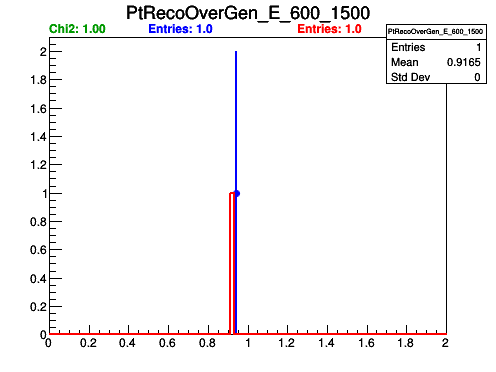 PtRecoOverGen_E_600_1500
Chi2: 1.00 Entries: 1.0 Entries: 1.0
PtRecoOverGen_E_600_1500
Entries 1
Mean 0.9165
Std Dev 0
2
1.8
1.6
1.4
1.2
1
0.8
0.6
0.4
0.2
0
0 0.2 0.4 0.6 0.8 1 1.2 1.4 1.6 1.8 2